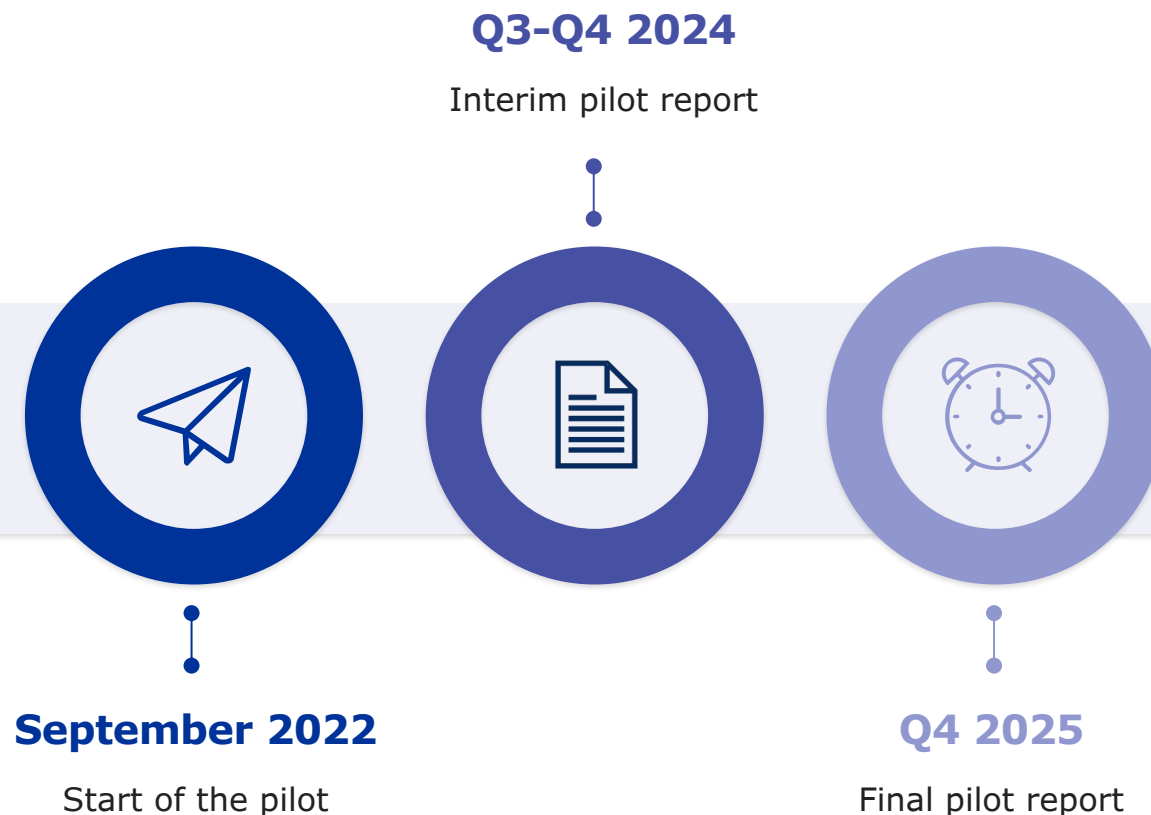 Q3-Q4 2024
Interim pilot report
September 2022
Start of the pilot
Q4 2025
Final pilot report